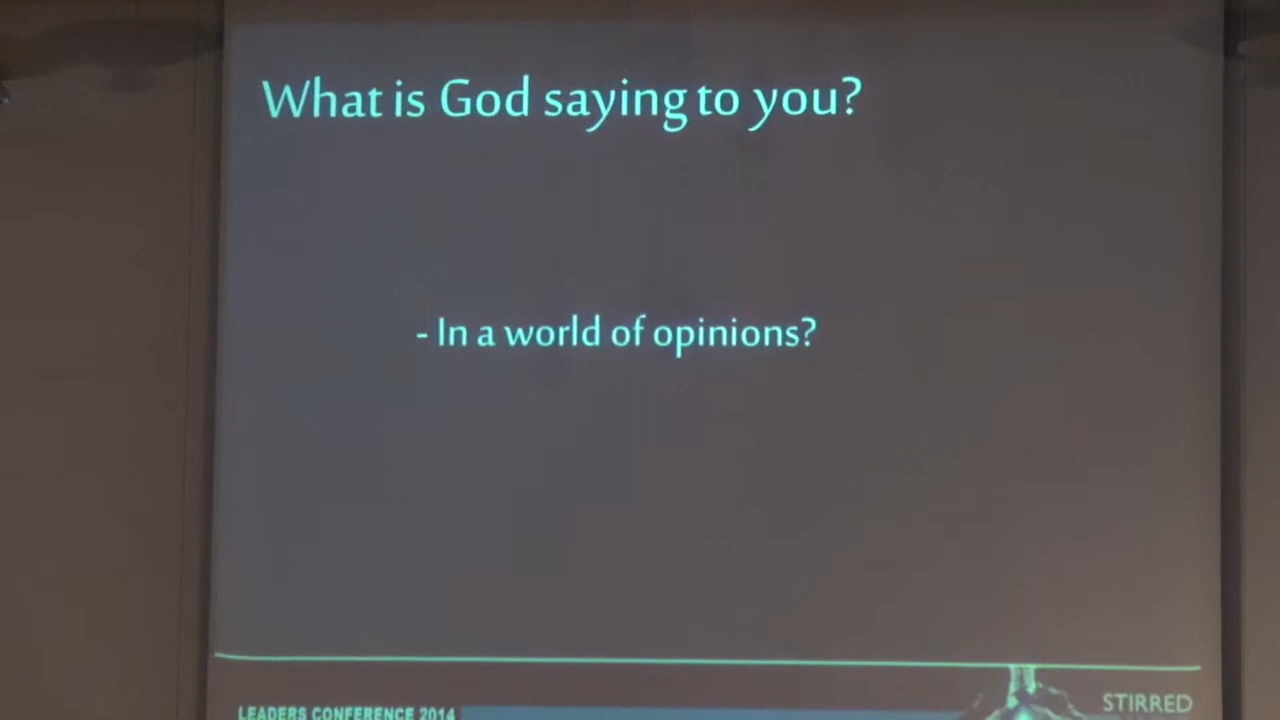 What is God saying to you?
- In a world of opinions?
STIRRED
LEADERS CONFERENCE 2014